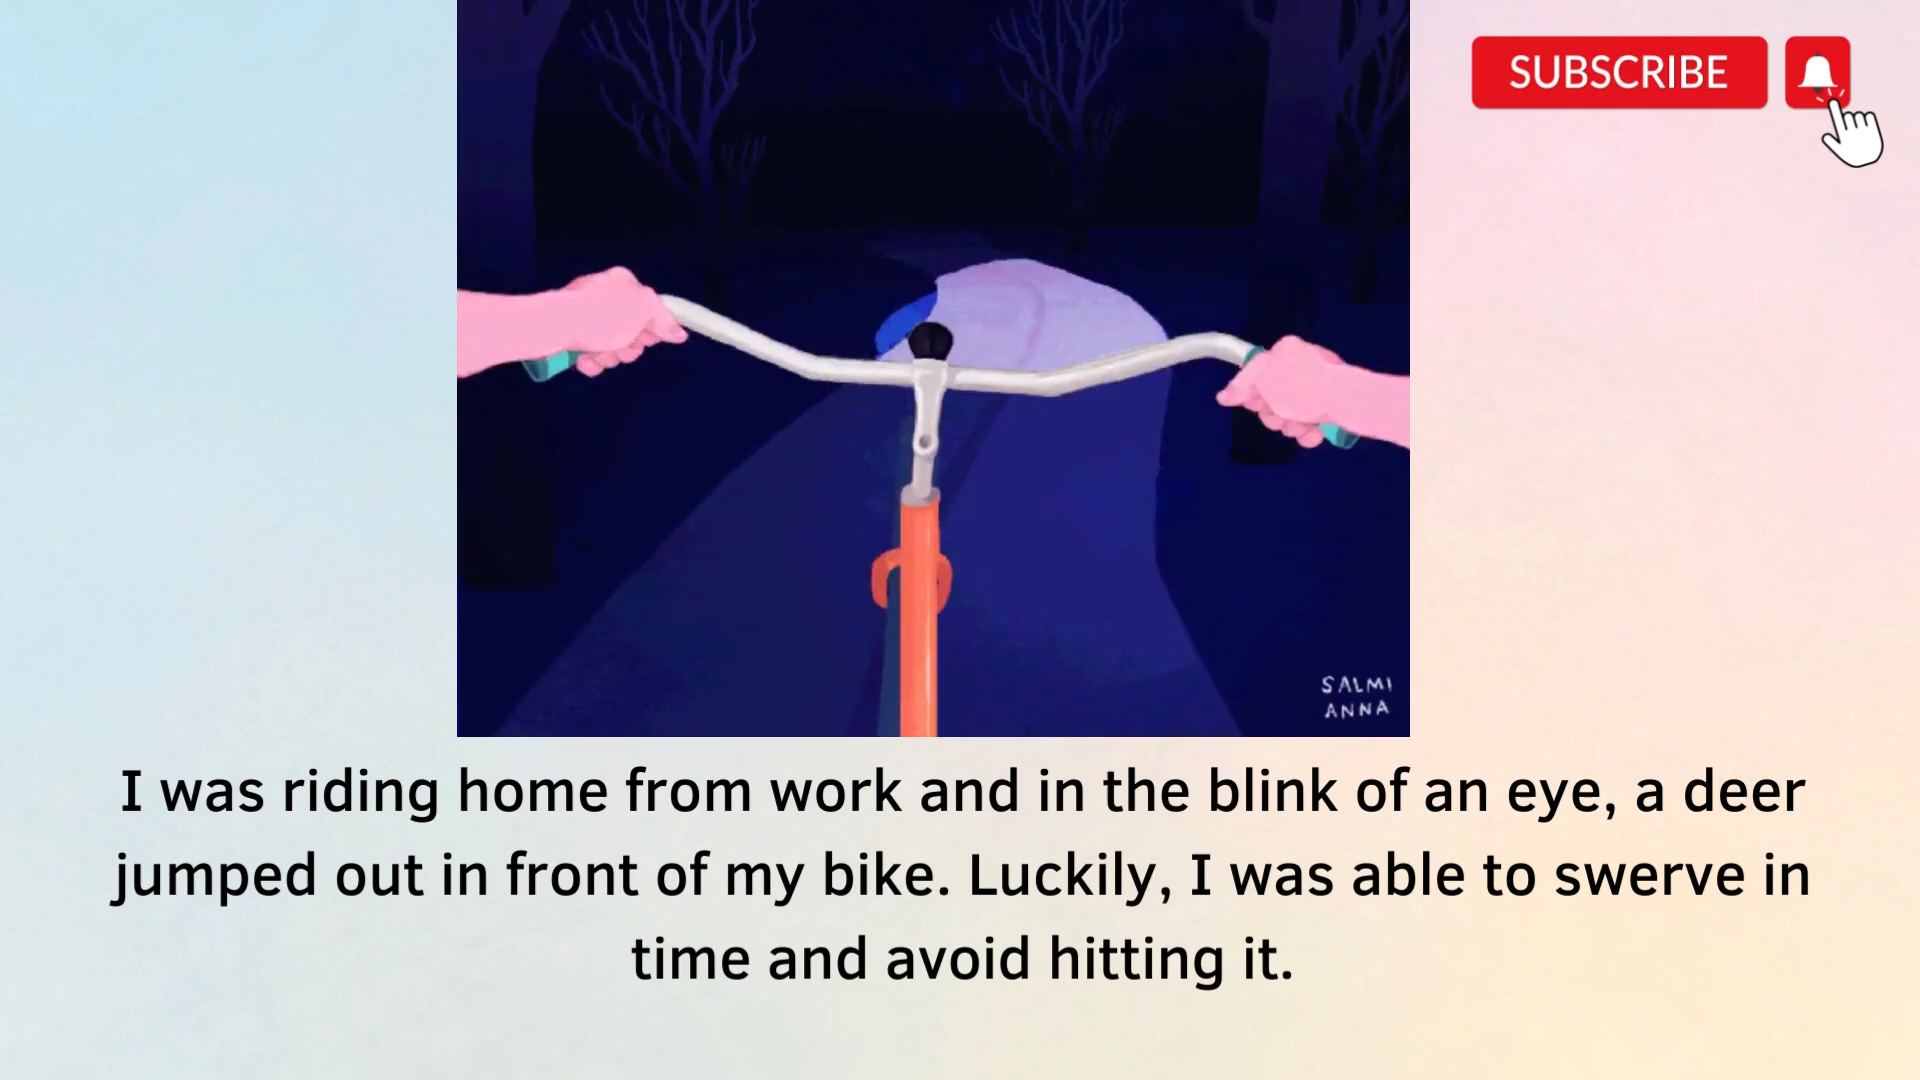 SUBSCRIBE
SALMI
ANNA
I was riding home from work and in the blink of an eye, a deer
jumped out in front of my bike. Luckily, I was able to swerve in
time and avoid hitting it.